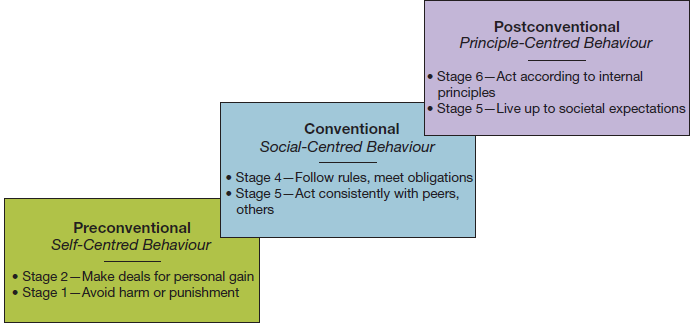 Postconventional
Principle-Centred Behaviour
• Stage 6—Act according to internal
principles
• Stage 5—Live up to societal expectations
Conventional
Social-Centred Behaviour
• Stage 4—Follow rules, meet obligations
• Stage 5—Act consistently with peers,
others
Preconventional
Self-Centred Behaviour
• Stage 2—Make deals for personal gain
• Stage 1—Avoid harm or punishment